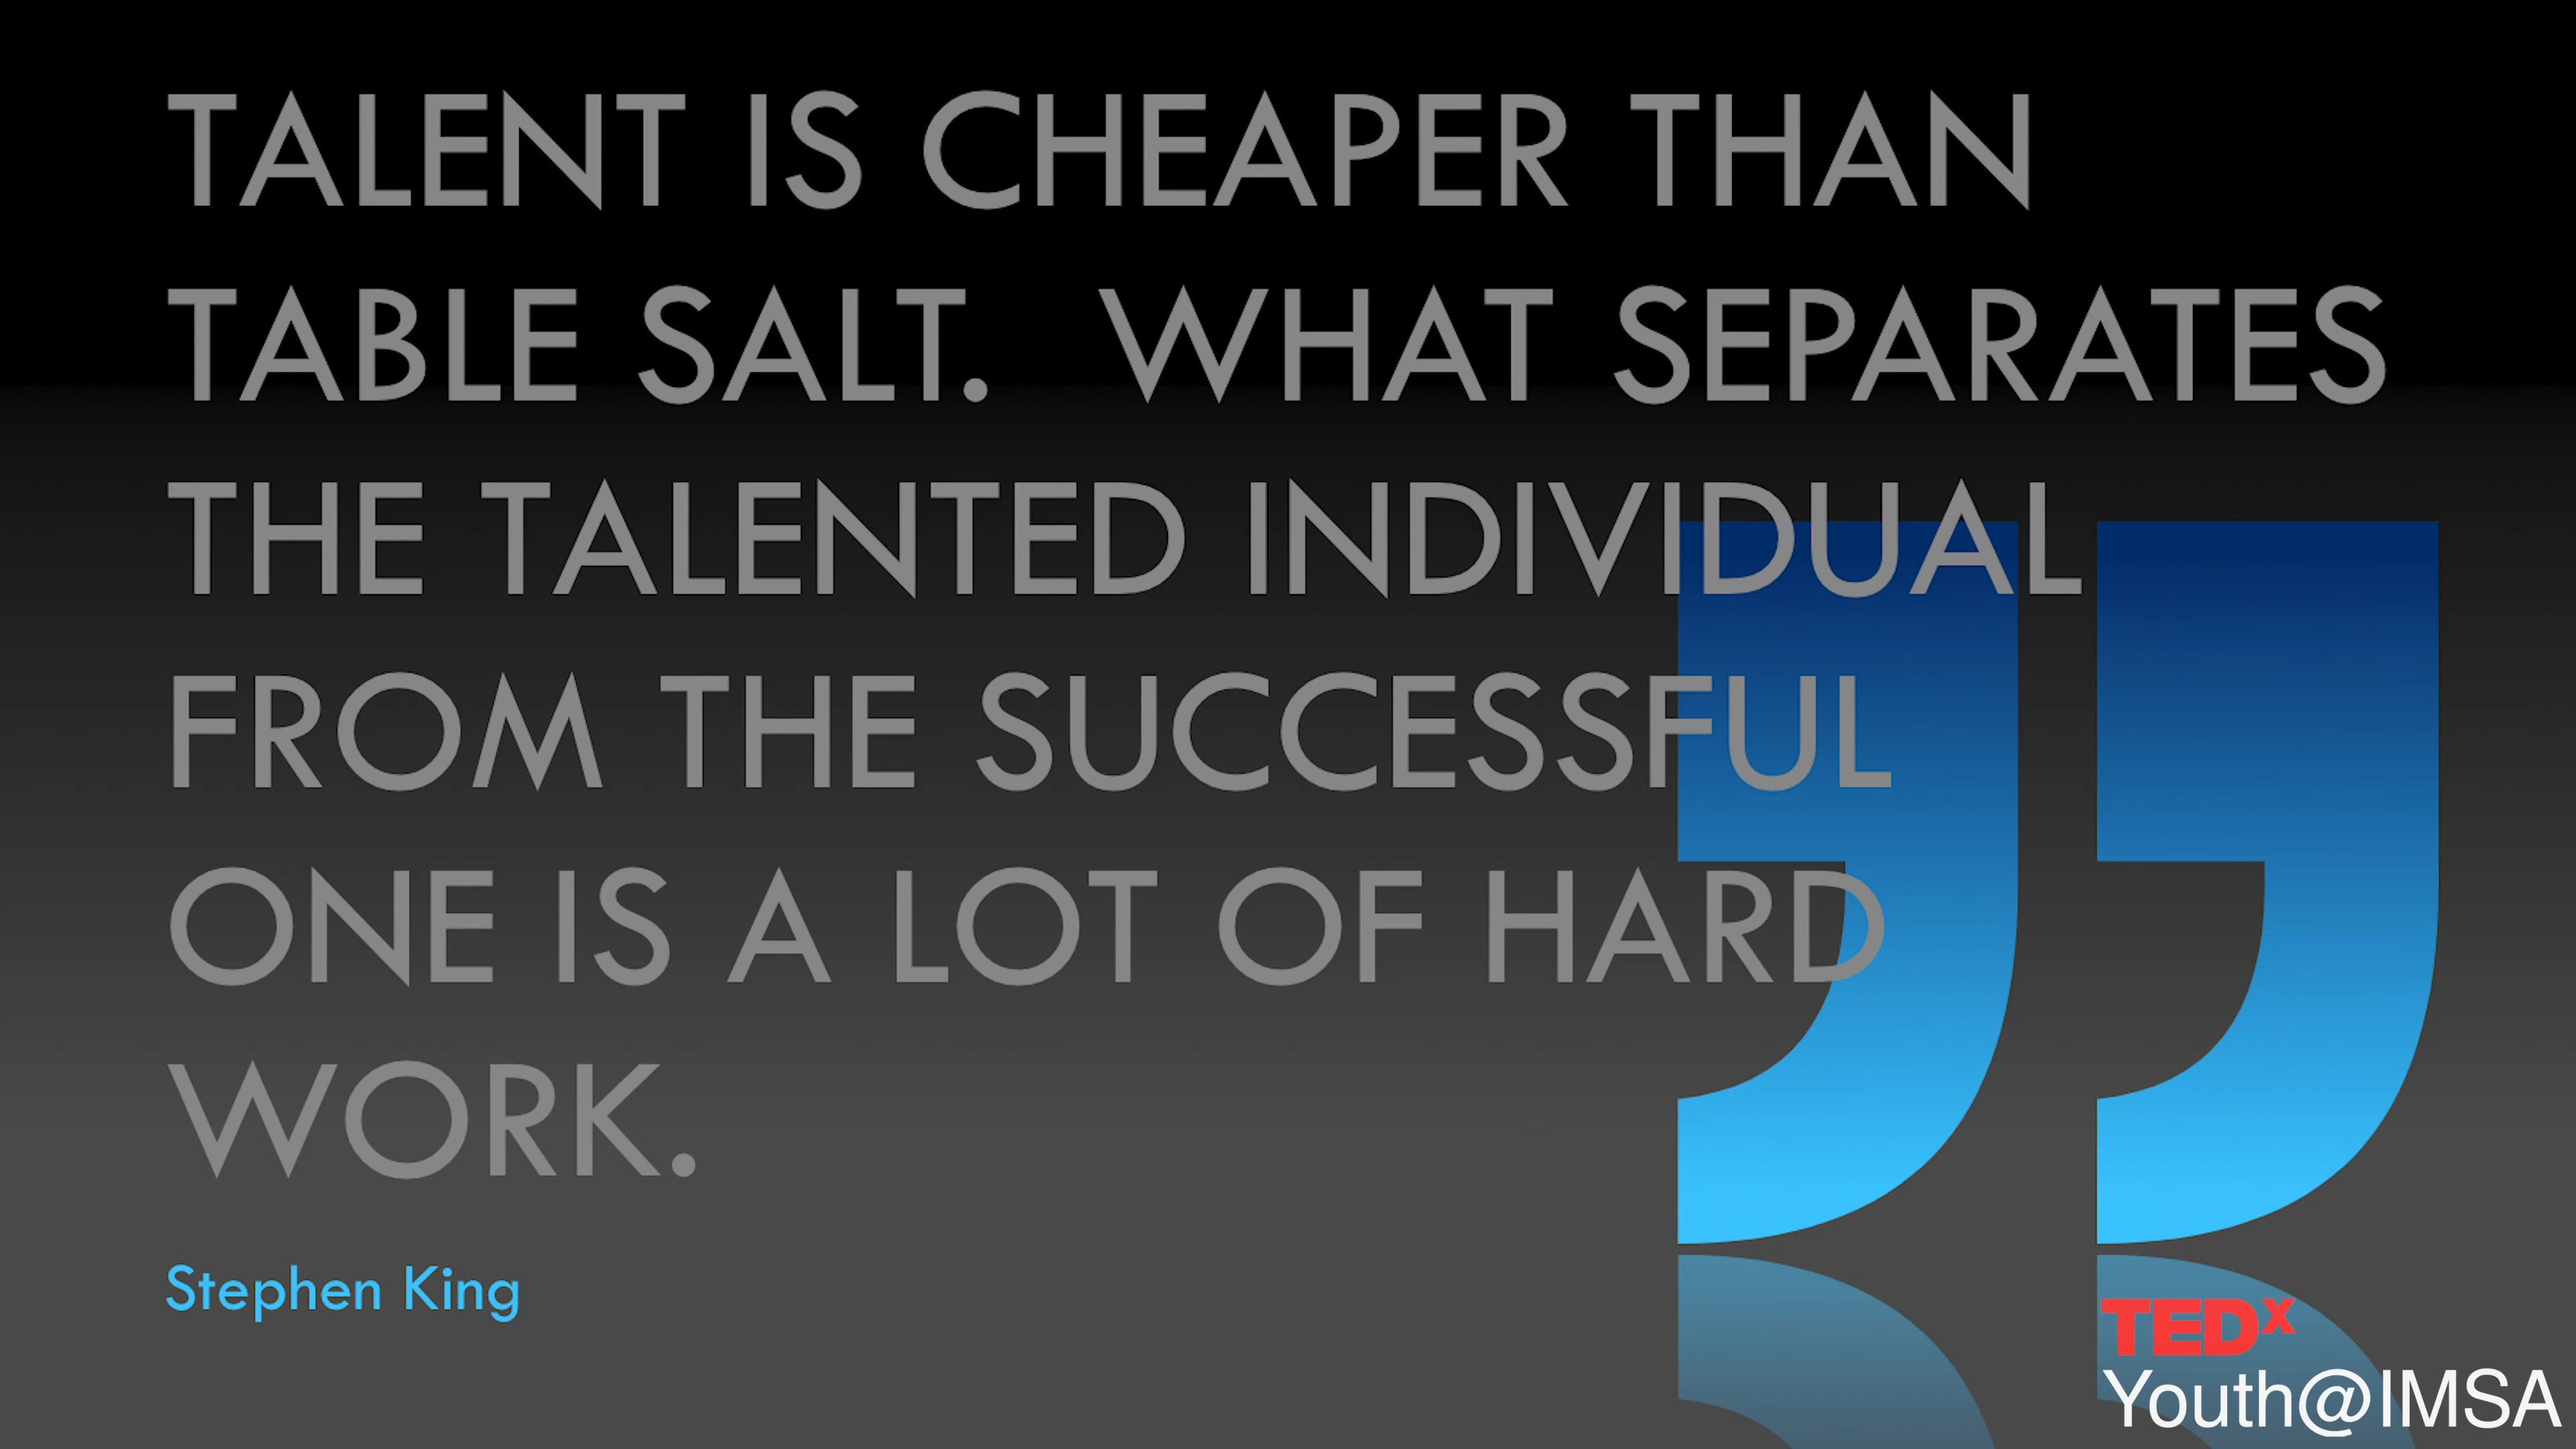 TALENT IS CHEAPER THAN
TABLE SALT. WHAT SEPARATES
THE TALENTED INDIVIDUAL
FROM THE SUCCESSFUL
ONE IS A LOT OF HARD
WORK.
Stephen King
TEDx
Youth@IMSA